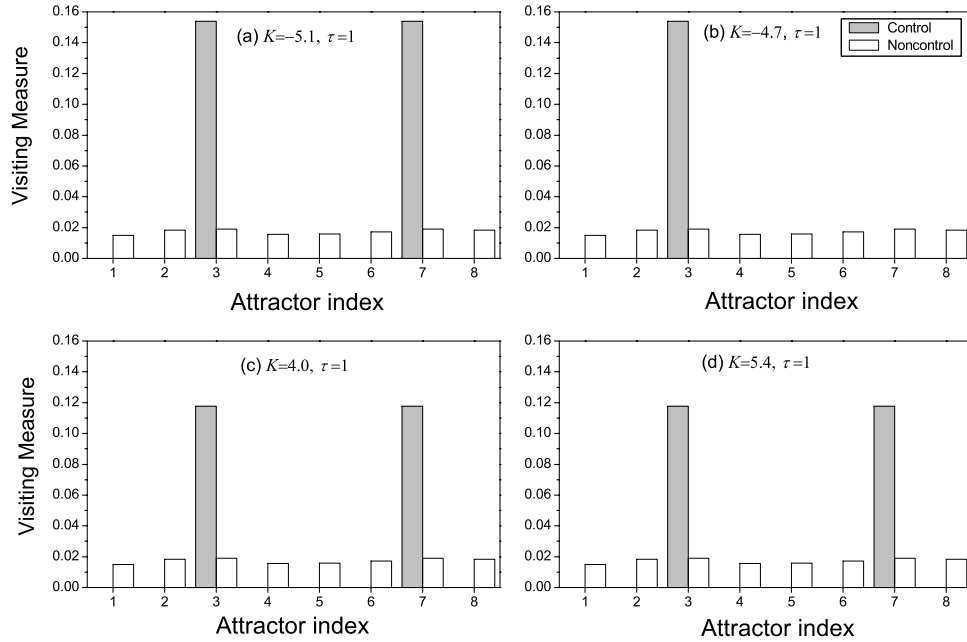 (a) K=−5.1, τ=1
0.16
0.14
0.12
0.10
0.08
0.06
0.04
0.02
0.00
Visiting Measure
1 2 3 4 5 6 7 8
Attractor index
(b) K=−4.7, τ=1
Control
Noncontrol
0.16
0.14
0.12
0.10
0.08
0.06
0.04
0.02
0.00
1 2 3 4 5 6 7 8
Attractor index
(c) K=4.0, τ=1
0.16
0.14
0.12
0.10
0.08
0.06
0.04
0.02
0.00
Visiting Measure
1 2 3 4 5 6 7 8
Attractor index
(d) K=5.4, τ=1
0.16
0.14
0.12
0.10
0.08
0.06
0.04
0.02
0.00
1 2 3 4 5 6 7 8
Attractor index